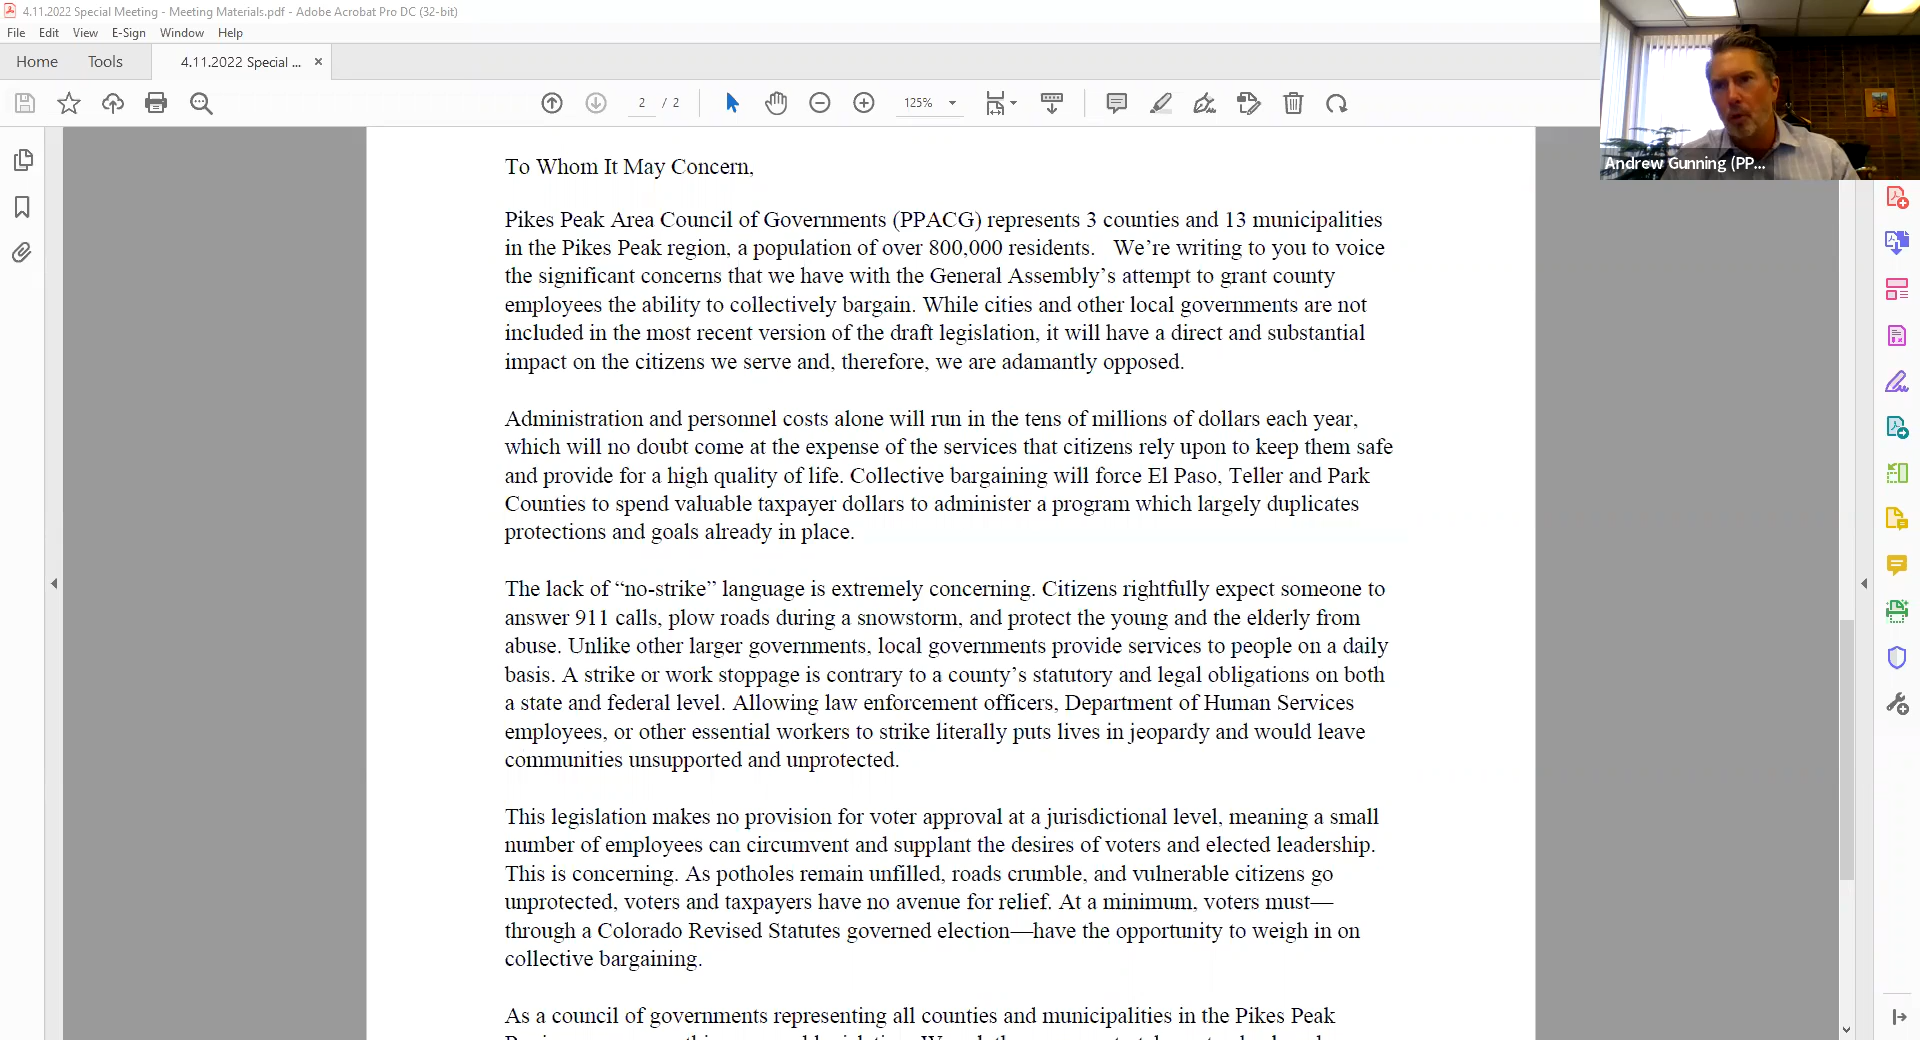 4.11.2022 Special Meeting - Meeting Materials.pdf - Adobe Acrobat Pro DC (32-bit)
File Edit View E-Sign Window Help
Home Tools 4.11.2022 Special ... ×
2 / 2 125%
Andrew Gunning (PP...
To Whom It May Concern,
Pikes Peak Area Council of Governments (PPACG) represents 3 counties and 13 municipalities
in the Pikes Peak region, a population of over 800,000 residents. We’re writing to you to voice
the significant concerns that we have with the General Assembly’s attempt to grant county
employees the ability to collectively bargain. While cities and other local governments are not
included in the most recent version of the draft legislation, it will have a direct and substantial
impact on the citizens we serve and, therefore, we are adamantly opposed.
Administration and personnel costs alone will run in the tens of millions of dollars each year,
which will no doubt come at the expense of the services that citizens rely upon to keep them safe
and provide for a high quality of life. Collective bargaining will force El Paso, Teller and Park
Counties to spend valuable taxpayer dollars to administer a program which largely duplicates
protections and goals already in place.
The lack of “no-strike” language is extremely concerning. Citizens rightfully expect someone to
answer 911 calls, plow roads during a snowstorm, and protect the young and the elderly from
abuse. Unlike other larger governments, local governments provide services to people on a daily
basis. A strike or work stoppage is contrary to a county’s statutory and legal obligations on both
a state and federal level. Allowing law enforcement officers, Department of Human Services
employees, or other essential workers to strike literally puts lives in jeopardy and would leave
communities unsupported and unprotected.
This legislation makes no provision for voter approval at a jurisdictional level, meaning a small
number of employees can circumvent and supplant the desires of voters and elected leadership.
This is concerning. As potholes remain unfilled, roads crumble, and vulnerable citizens go
unprotected, voters and taxpayers have no avenue for relief. At a minimum, voters must—
through a Colorado Revised Statutes governed election—have the opportunity to weigh in on
collective bargaining.
As a council of governments representing all counties and municipalities in the Pikes Peak